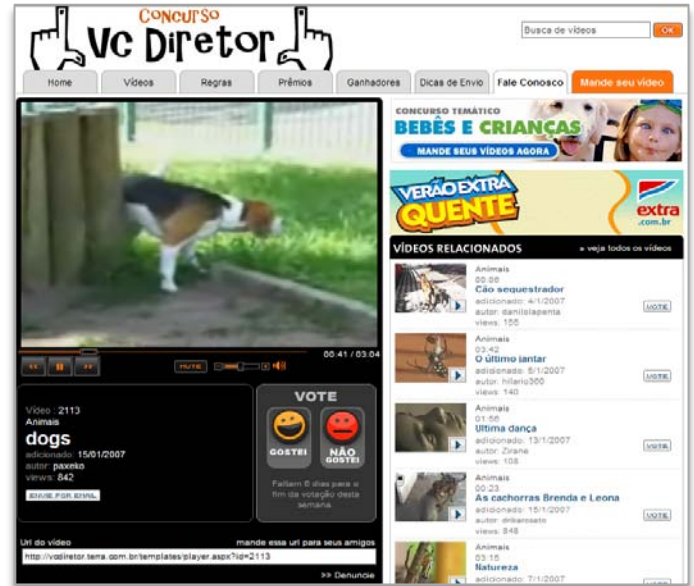 CONCURSO
Vc Diretor
Busca de vídeos
OK
Home
Vídeos
Regras
Prêmios
Ganhadores
Dicas de Envio
Fale Conosco
Mande seu vídeo
CONCURSO TEMÁTICO
BEBÊS E CRIANÇAS
MANDE SEUS VÍDEOS AGORA
VERÃO EXTRA
QUENTE
extra
.com.br
VÍDEOS RELACIONADOS
» veja todos os vídeos
Animais
00:06
Cão sequestrador
adicionado: 4/1/2007
autor: danilolapenta
views: 155
VOTE
Animais
03:42
O último jantar
adicionado: 5/1/2007
autor: hilario360
views: 140
VOTE
Animais
01:56
Ultima dança
adicionado: 13/1/2007
autor: Zirana
views: 108
VOTE
Animais
00:23
As cachorras Brenda e Leona
adicionado: 15/1/2007
views: 848
VOTE
Animais
03:15
Natureza
adicionado: 7/1/2007
VOTE
00:41 / 03:04
MUTE
Vídeo : 2113
Animais
dogs
adicionado: 15/01/2007
autor: paxeko
views: 842
ENVIE POR EMAIL
VOTE
GOSTEI
NÃO
GOSTEI
Faltam 6 dias para o
fim da votação desta
semana.
Url do vídeo
mande essa url para seus amigos
http://vcdiretor.terra.com.br/templates/player.aspx?id=2113
>> Denuncie